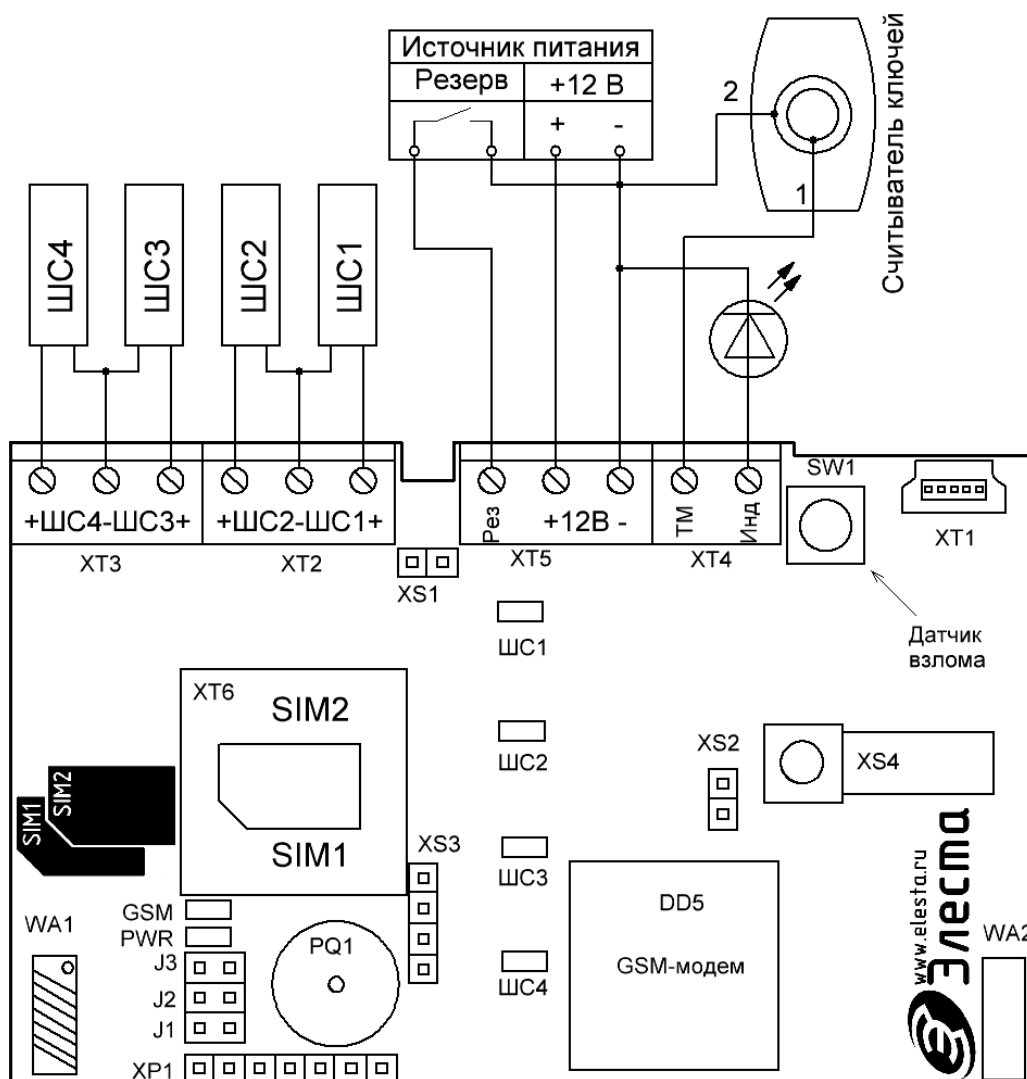 Источник питания
Резерв
+12 В
+
-
2
1
Считыватель ключей
ШС4
ШС3
ШС2
ШС1
+ШС4-ШС3+
+ШС2-ШС1+
Рез
+12В -
ТМ
Инд
SW1
XT1
XT3
XT2
XT5
XT4
XS1
Датчик
взлома
ШС1
XT6
SIM2
SIM1
ШС2
XS2
XS4
SIM1
SIM2
XS3
ШС3
GSM
PWR
WA1
PQ1
J3
J2
J1
XP1
ШС4
DD5
GSM-модем
www.elesta.ru
Элеста
WA2